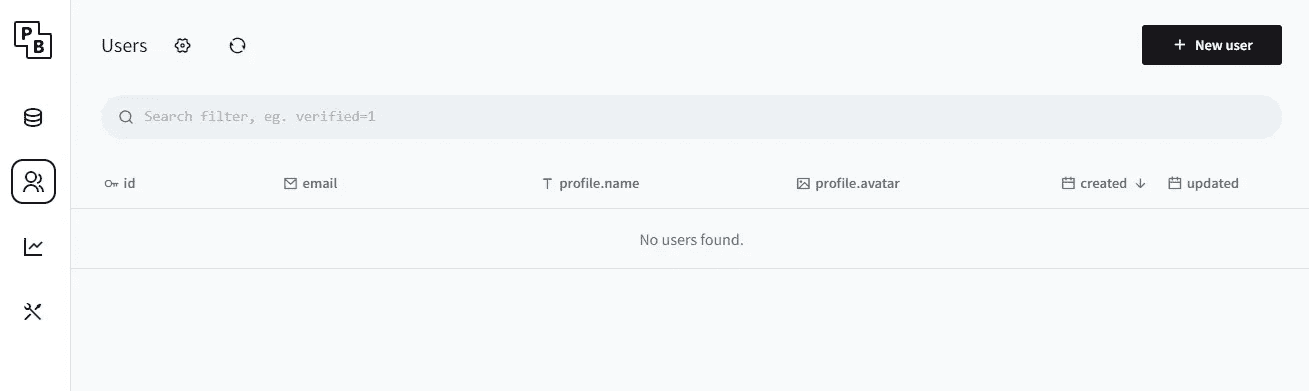 PB
Users
New user
Search filter, eg. verified=1
id email profile.name profile.avatar created updated
No users found.